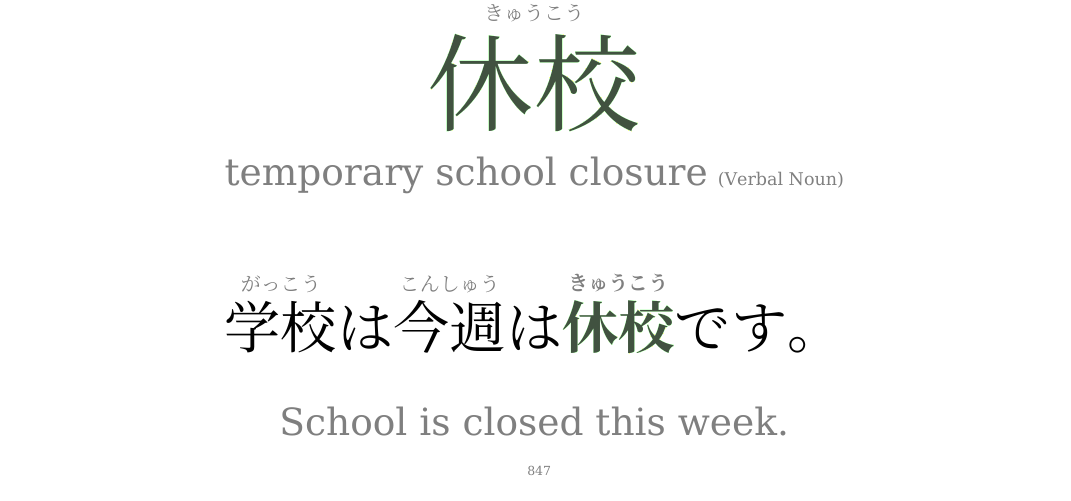 きゅうこう
休校
temporary school closure (Verbal Noun)
がっこう こんしゅう きゅうこう
学校は今週は休校です。
School is closed this week.
847